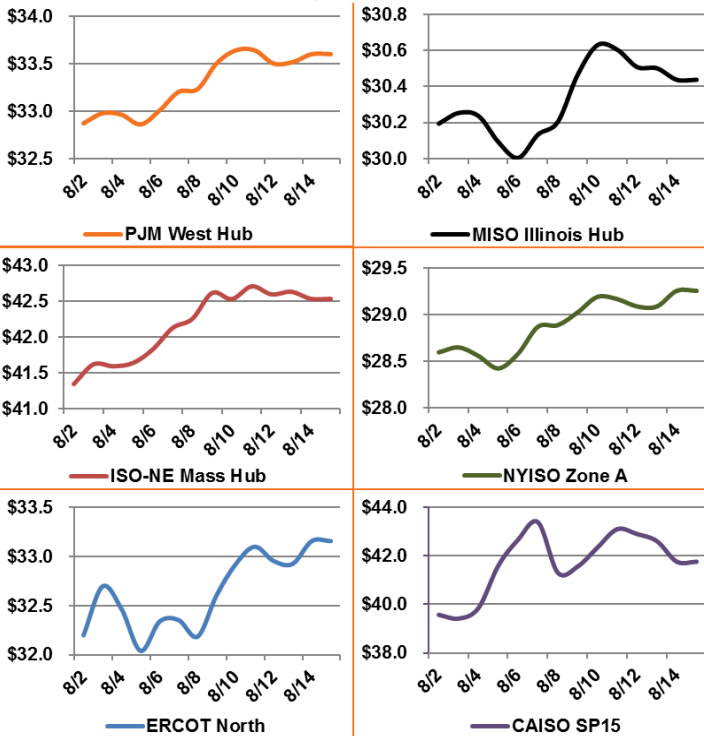 $34.0
$33.5
$33.0
$32.5
8/2 8/4 8/6 8/8 8/10 8/12 8/14
PJM West Hub
$30.8
$30.6
$30.4
$30.2
$30.0
8/2 8/4 8/6 8/8 8/10 8/12 8/14
MISO Illinois Hub
$43.0
$42.5
$42.0
$41.5
$41.0
8/2 8/4 8/6 8/8 8/10 8/12 8/14
ISO-NE Mass Hub
$29.5
$29.0
$28.5
$28.0
8/2 8/4 8/6 8/8 8/10 8/12 8/14
NYISO Zone A
$33.5
$33.0
$32.5
$32.0
8/2 8/4 8/6 8/8 8/10 8/12 8/14
ERCOT North
$44.0
$42.0
$40.0
$38.0
8/2 8/4 8/6 8/8 8/10 8/12 8/14
CAISO SP15